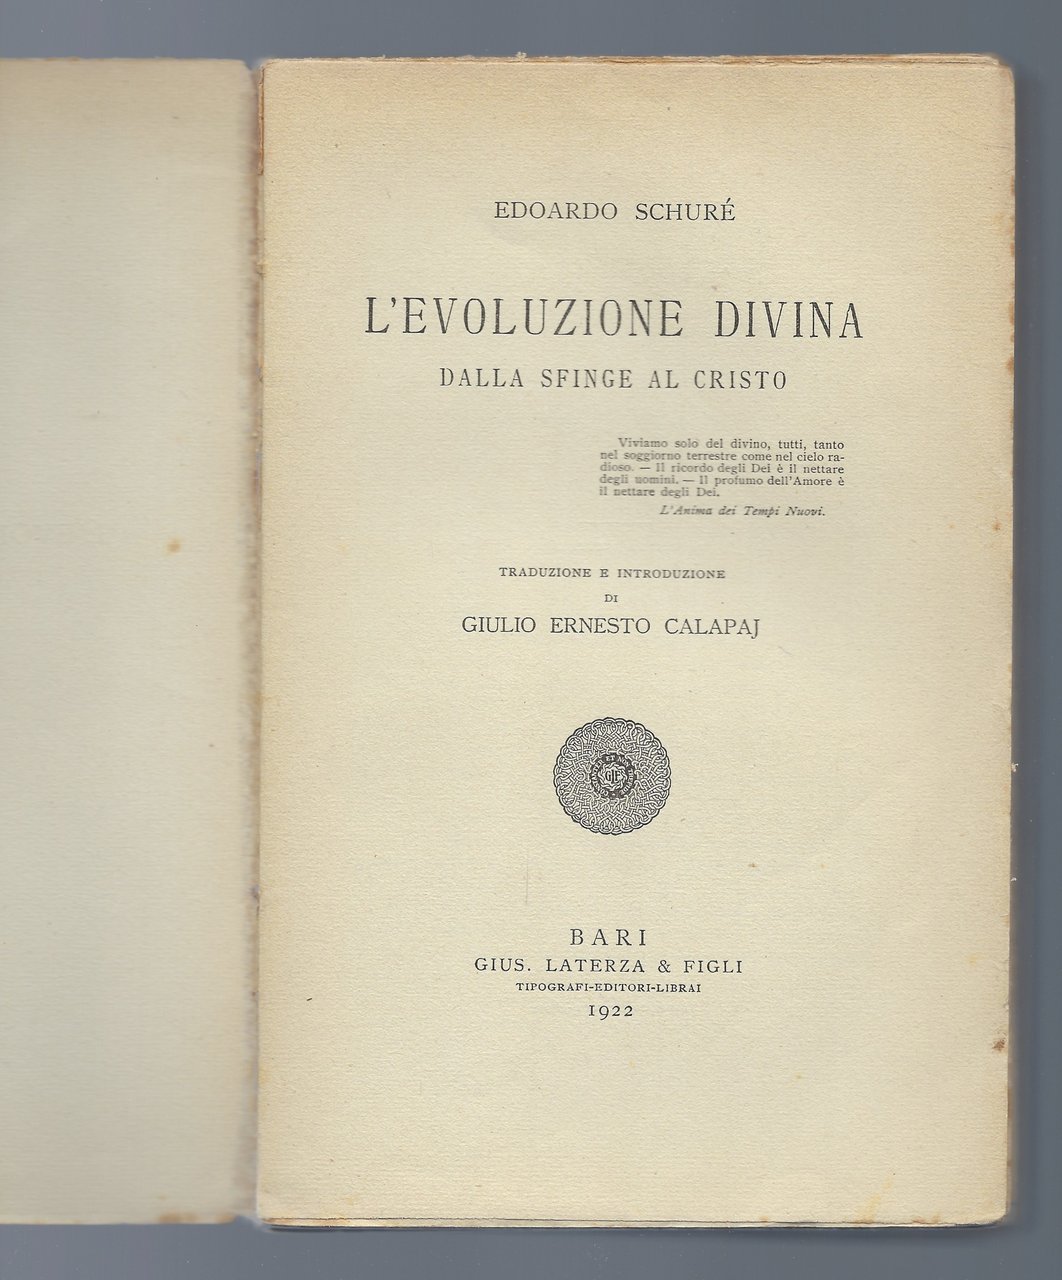 EDOARDO SCHURÉ
L'EVOLUZIONE DIVINA
DALLA SFINGE AL CRISTO
Viviamo solo del divino, tutti, tanto
nel soggiorno terrestre come nel cielo ra-
dioso. — Il ricordo degli Dei è il nettare
degli uomini. — Il profumo dell'Amore è
il nettare degli Dei.
L'Anima dei Tempi Nuovi.
TRADUZIONE E INTRODUZIONE
DI
GIULIO ERNESTO CALAPAJ
GLF
BARI
GIUS. LATERZA & FIGLI
TIPOGRAFI-EDITORI-LIBRAI
1922